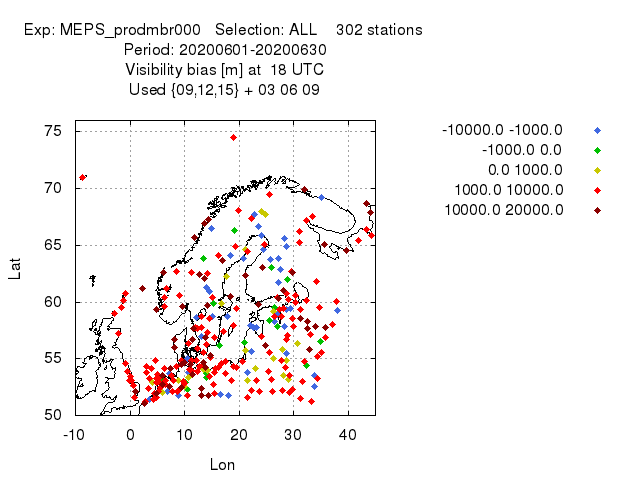 Exp: MEPS_prodmbr000 Selection: ALL 302 stations
Period: 20200601-20200630
Visibility bias [m] at 18 UTC
Used {09,12,15} + 03 06 09
-10000.0 -1000.0
-1000.0 0.0
0.0 1000.0
1000.0 10000.0
10000.0 20000.0
Lat
75
70
65
60
55
50
-10 0 10 20 30 40
Lon